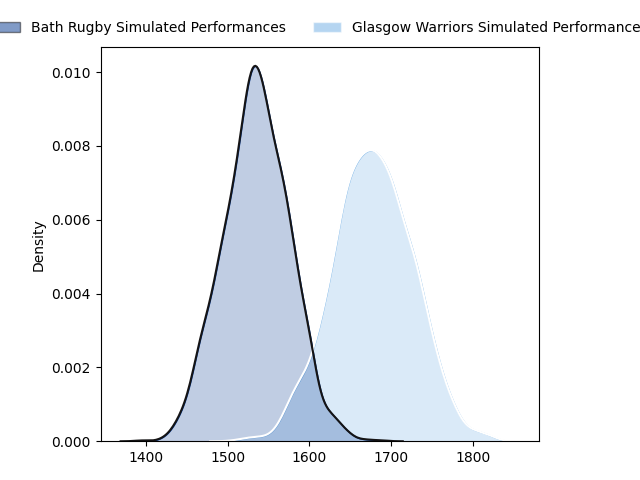 Bath Rugby Simulated Performances Glasgow Warriors Simulated Performance
0.010
0.008
0.006
0.004
0.002
0.000
Density
1400 1500 1600 1700 1800